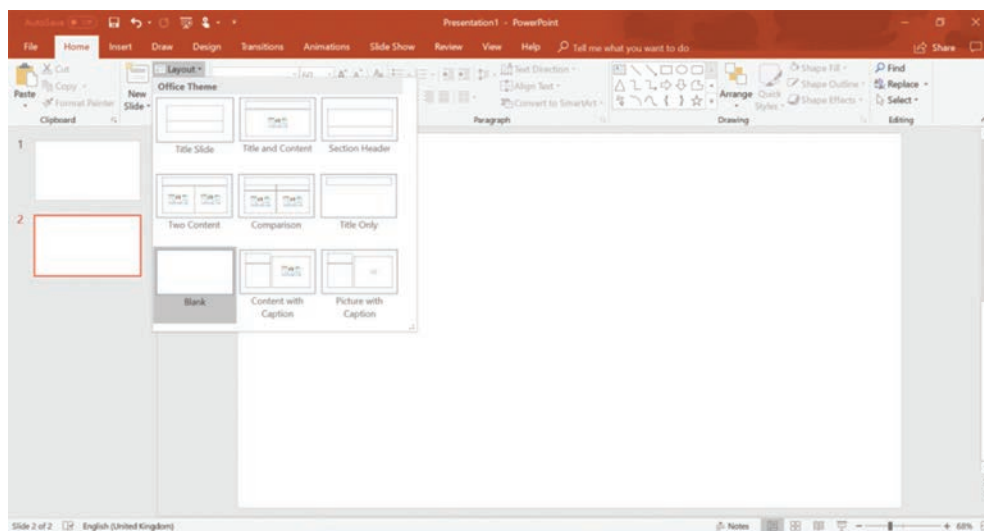 AutoSave Off
Presentation1 - PowerPoint
File Home Insert Draw Design Transitions Animations Slide Show Review View Help Tell me what you want to do Share
Paste
Cut
Copy
Format Painter
Clipboard
New
Slide
Layout
Text Direction
Align Text
Convert to SmartArt
Paragraph
Arrange
Quick
Styles
Shape Fill
Shape Outline
Shape Effects
Drawing
Find
Replace
Select
Editing
Office Theme
Title Slide Title and Content Section Header
Two Content Comparison Title Only
Blank Content with Caption Picture with Caption
1
2
Slide 2 of 2 English (United Kingdom) Notes 68%